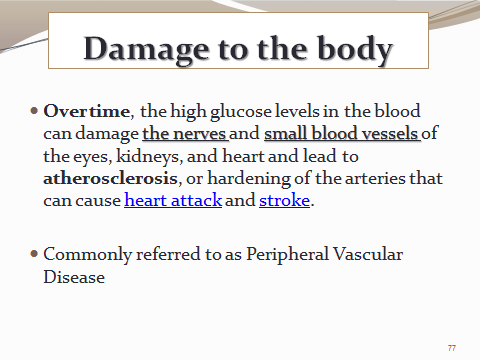 Damage to the body
• Overtime, the high glucose levels in the blood
can damage the nerves and small blood vessels of
the eyes, kidneys, and heart and lead to
atherosclerosis, or hardening of the arteries that
can cause heart attack and stroke.
• Commonly referred to as Peripheral Vascular
Disease
77